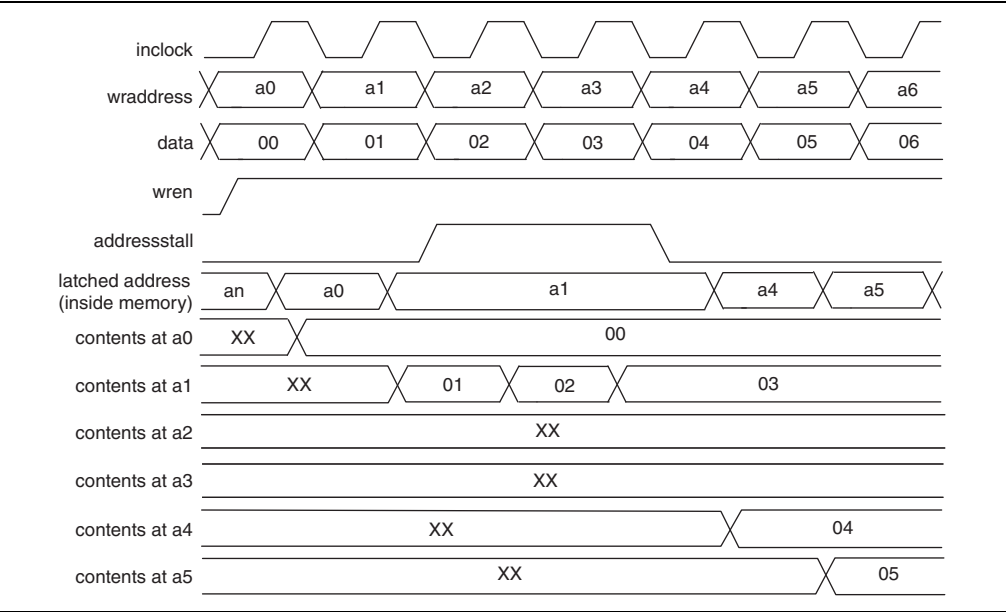 inclock
wraddress a0 a1 a2 a3 a4 a5 a6
data 00 01 02 03 04 05 06
wren
addressstall
latched address
(inside memory) an a0 a1 a4 a5
contents at a0 XX 00
contents at a1 XX 01 02 03
contents at a2 XX
contents at a3 XX
contents at a4 XX 04
contents at a5 XX 05